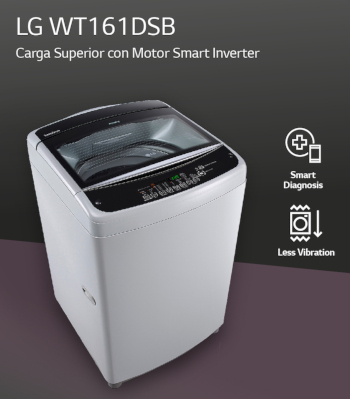 LG WT161DSB
Carga Superior con Motor Smart Inverter
Smart
Diagnosis
Less Vibration